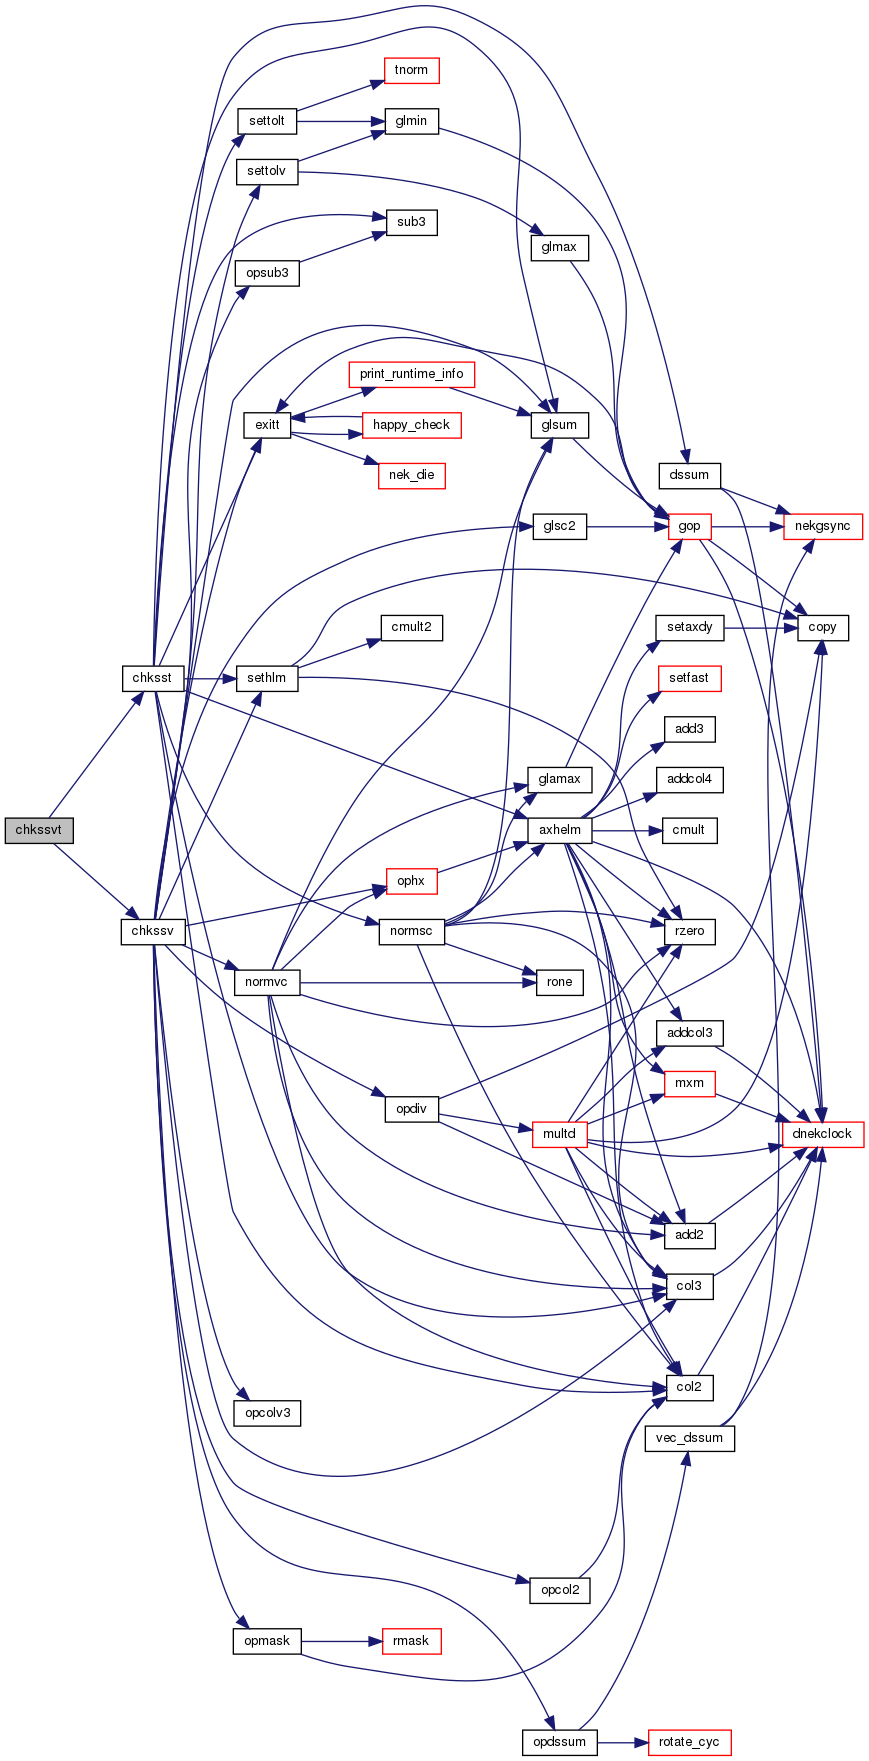 tnorm
settolt
glmin
settolv
sub3
glmax
opsub3
print_runtime_info
exitt
happy_check
glsum
nek_die
dssum
glsc2
gop
nekgsync
cmult2
setaxdy
copy
chksst
sethlm
setfast
add3
glamax
addcol4
chkssvt
axhelm
cmult
ophx
chkssv
normsc
rzero
normvc
rone
addcol3
mxm
opdiv
multd
dnekclock
add2
col3
col2
opcolv3
vec_dssum
opcol2
opmask
rmask
opdssum
rotate_cyc